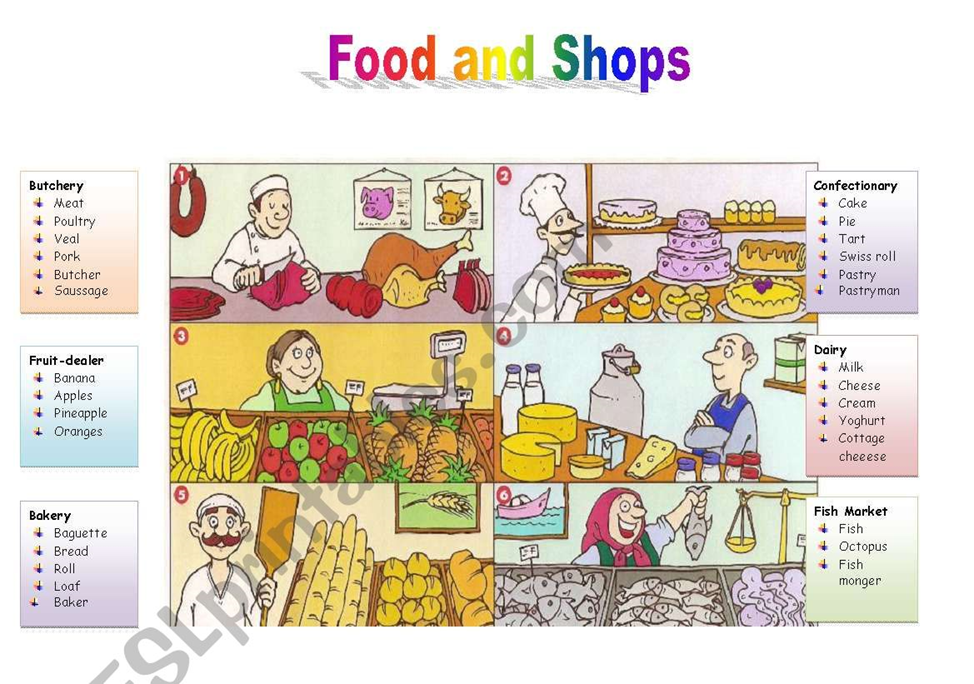 Food and Shops
Butchery
Meat
Poultry
Veal
Pork
Butcher
Saussage
Fruit-dealer
Banana
Apples
Pineapple
Oranges
Bakery
Baguette
Bread
Roll
Loaf
Baker
1
2
3
4
5
6
Confectionary
Cake
Pie
Tart
Swiss roll
Pastry
Pastryman
Dairy
Milk
Cheese
Cream
Yoghurt
Cottage
cheeese
Fish Market
Fish
Octopus
Fish
monger
ESLprintables.com